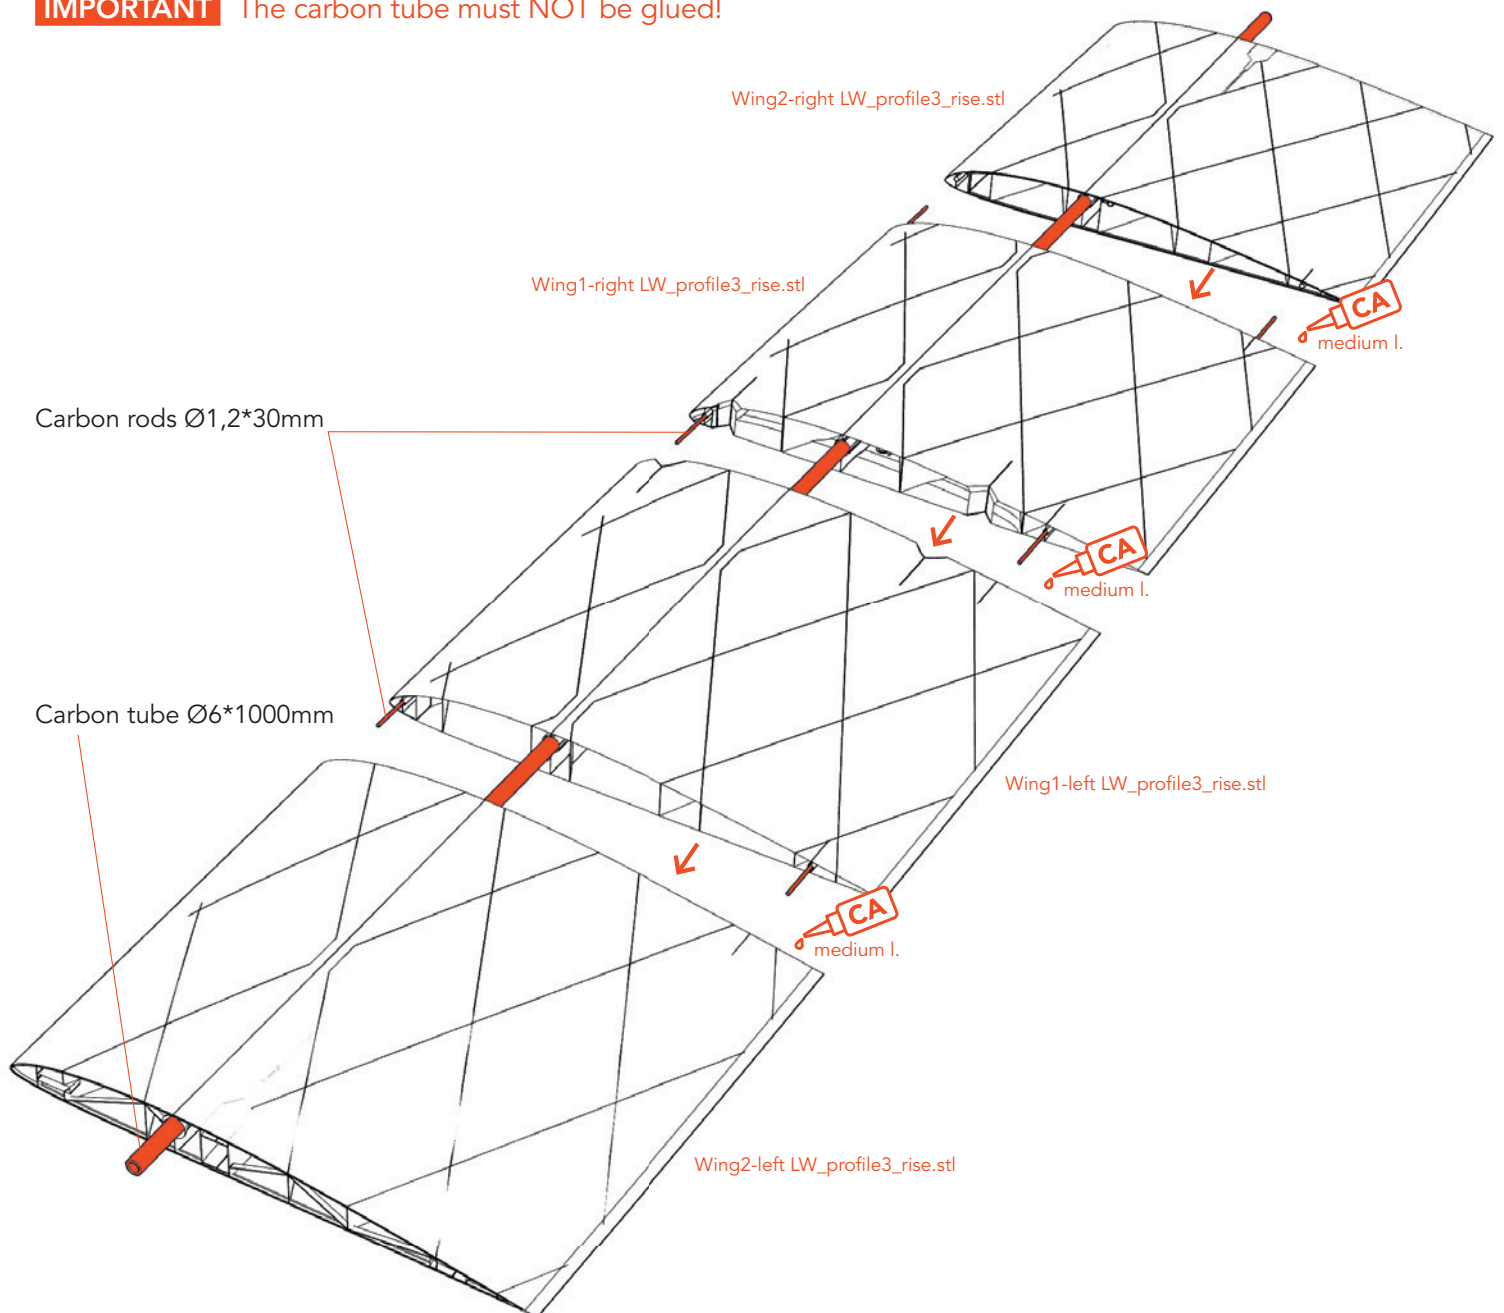 IMPORTANT The carbon tube must NOT be glued!
Wing2-right LW_profile3_rise.stl
Wing1-right LW_profile3_rise.stl
CA
medium l.
Carbon rods Ø1,2*30mm
CA
medium l.
Carbon tube Ø6*1000mm
Wing1-left LW_profile3_rise.stl
CA
medium l.
Wing2-left LW_profile3_rise.stl